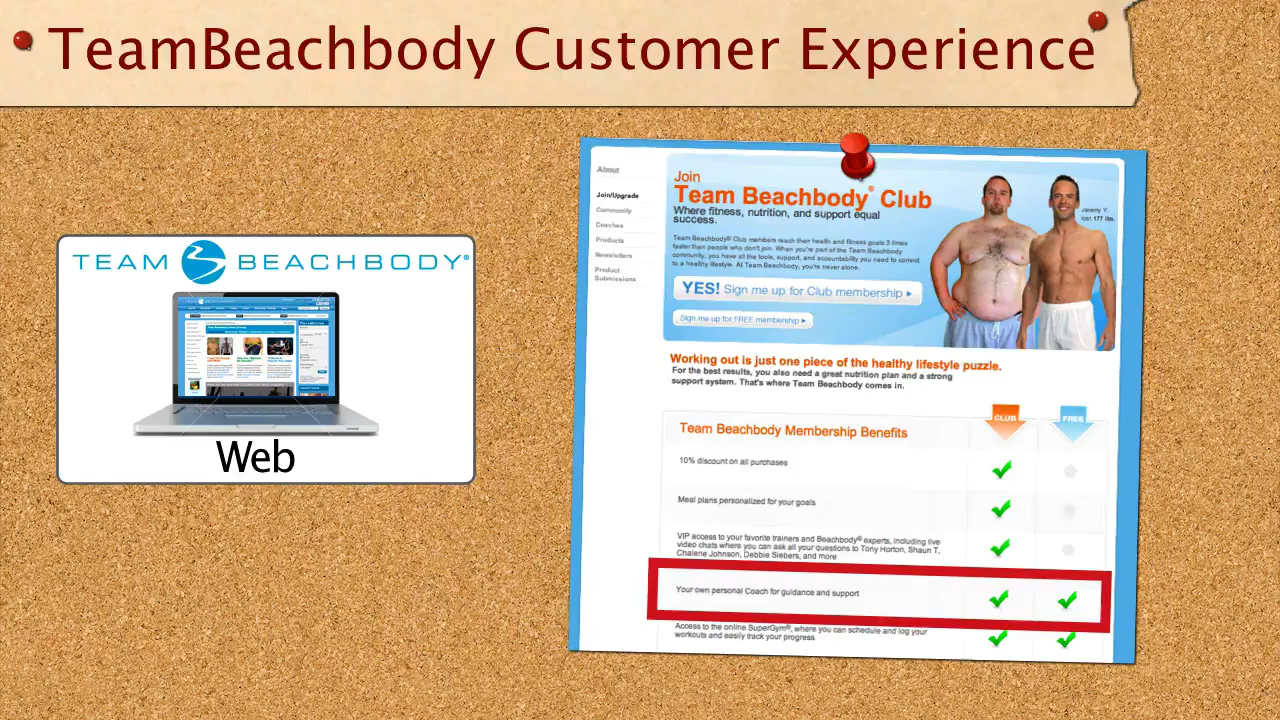 TeamBeachbody Customer Experience
TEAM BEACHBODY®
Web
About
Join/Upgrade
Community
Coaches
Products
Newsletters
Product
Submissions
Join
Team Beachbody® Club
Where fitness, nutrition, and support equal
success.
Team Beachbody® Club members reach their health and fitness goals 3 times
faster than people who don't join. When you're part of the Team Beachbody
community, you have all the tools, support, and accountability you need to commit
to a healthy lifestyle. At Team Beachbody, you're never alone.
YES! Sign me up for Club membership ▸
Sign me up for FREE membership ▸
Jeremy Y.
lost 177 lbs.
Working out is just one piece of the healthy lifestyle puzzle.
For the best results, you also need a great nutrition plan and a strong
support system. That's where Team Beachbody comes in.
CLUB FREE
Team Beachbody Membership Benefits
10% discount on all purchases
Meal plans personalized for your goals
VIP access to your favorite trainers and Beachbody® experts, including live
video chats where you can ask all your questions to Tony Horton, Shaun T,
Chalene Johnson, Debbie Siebers, and more
Your own personal Coach for guidance and support
Access to the online SuperGym®, where you can schedule and log your
workouts and easily track your progress